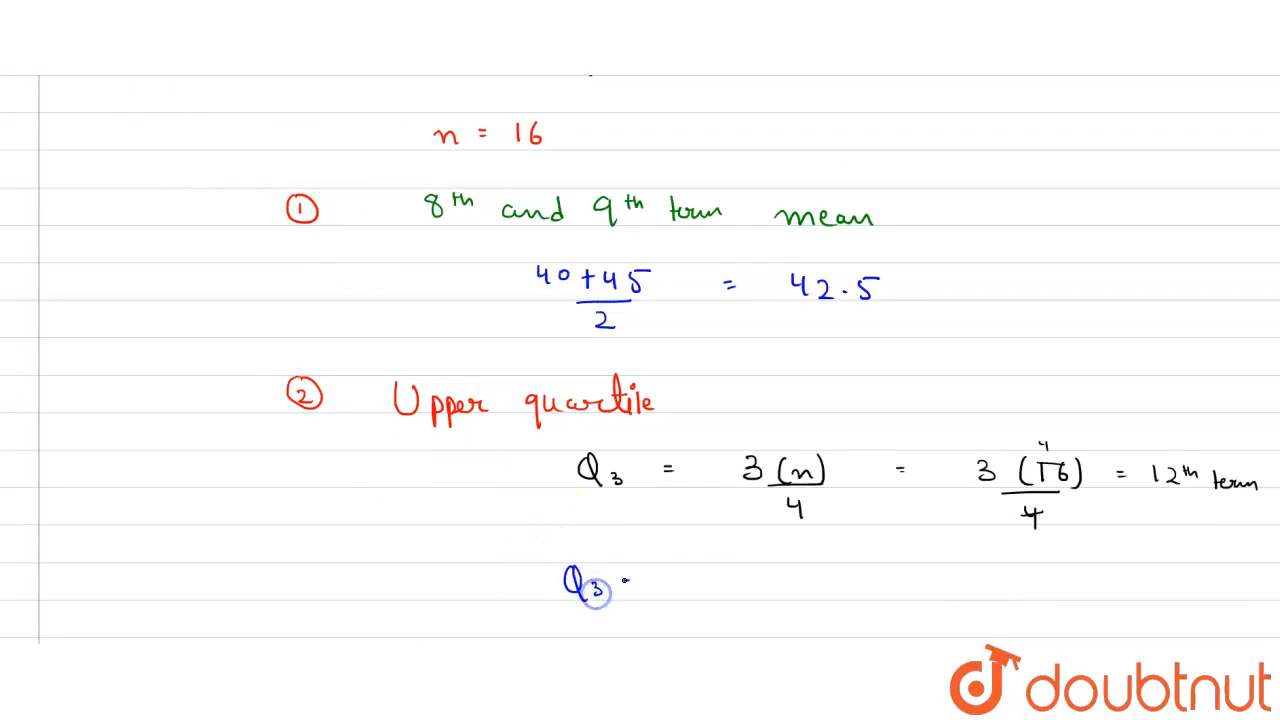 n = 16
① 8th and 9th term mean
40+45/2 = 42.5
② Upper quartile
Q3 = 3(n)/4 = 3(16)/4 = 12th term
4
Q3
doubtnut